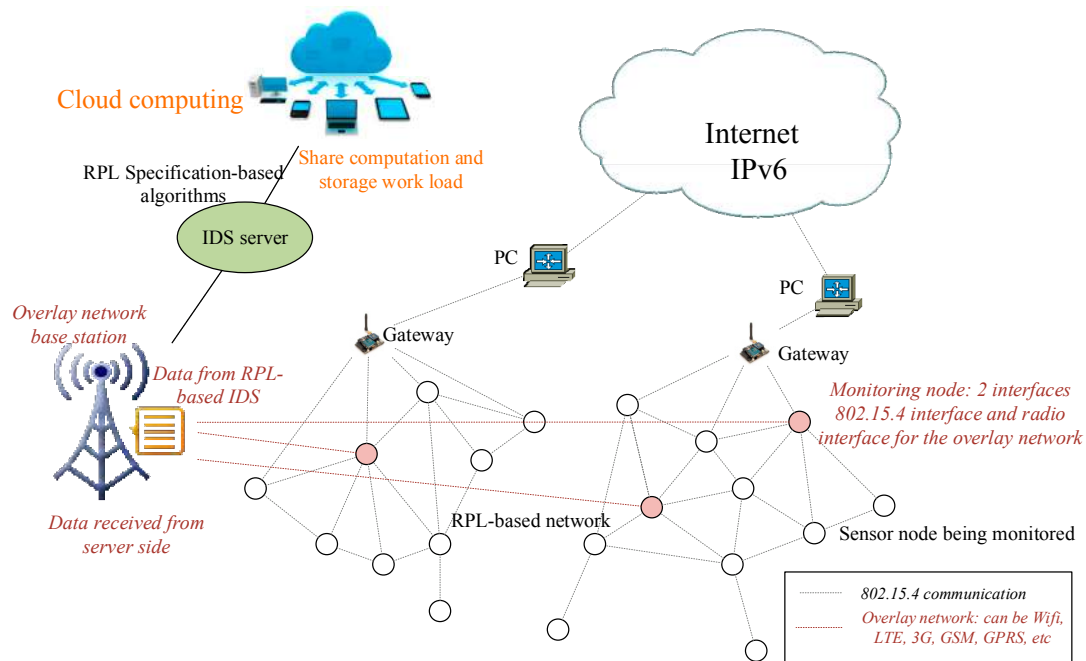 Cloud computing
Share computation and
storage work load
RPL Specification-based
algorithms
IDS server
Internet
IPv6
PC
PC
Overlay network
base station
Gateway
Gateway
Data from RPL-
based IDS
Monitoring node: 2 interfaces
802.15.4 interface and radio
interface for the overlay network
Data received from
server side
RPL-based network
Sensor node being monitored
802.15.4 communication
Overlay network: can be Wifi,
LTE, 3G, GSM, GPRS, etc